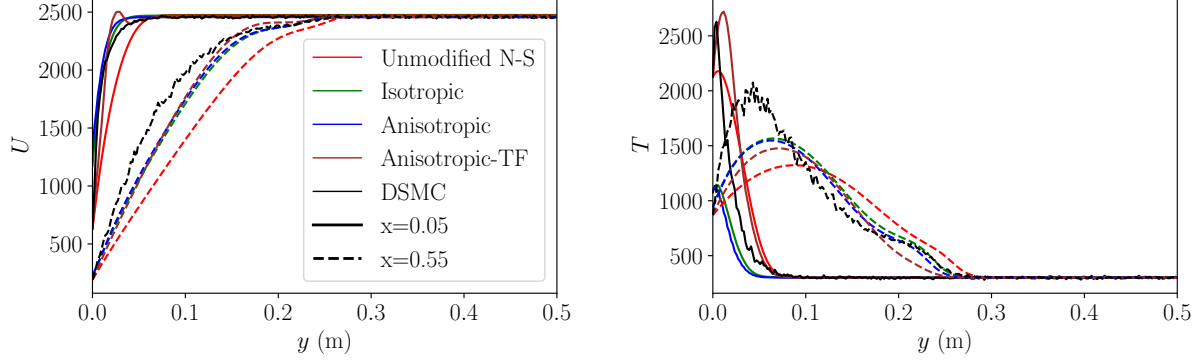 2500
2000
1500
1000
500
U
0.0 0.1 0.2 0.3 0.4 0.5
y (m)
Unmodified N-S
Isotropic
Anisotropic
Anisotropic-TF
DSMC
x=0.05
x=0.55
2500
2000
1500
1000
500
T
0.0 0.1 0.2 0.3 0.4 0.5
y (m)